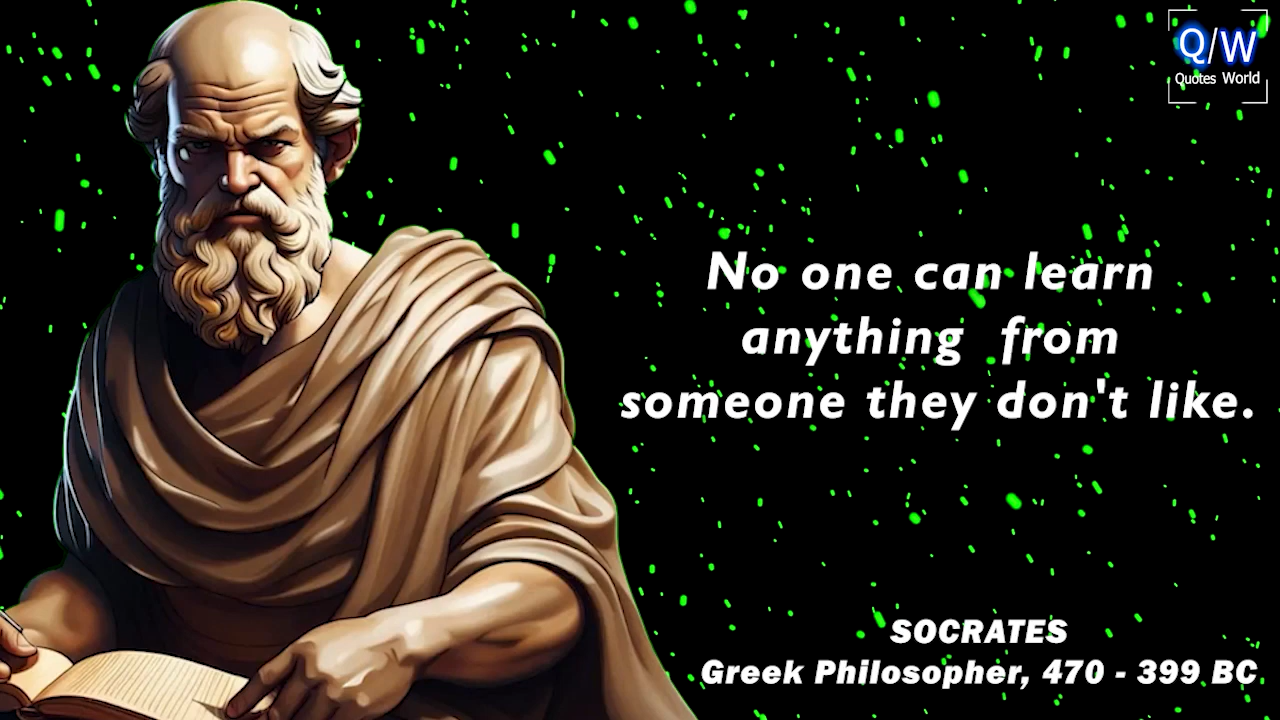 Q/W
Quotes World
No one can learn
anything from
someone they don't like.
SOCRATES
Greek Philosopher, 470 - 399 BC